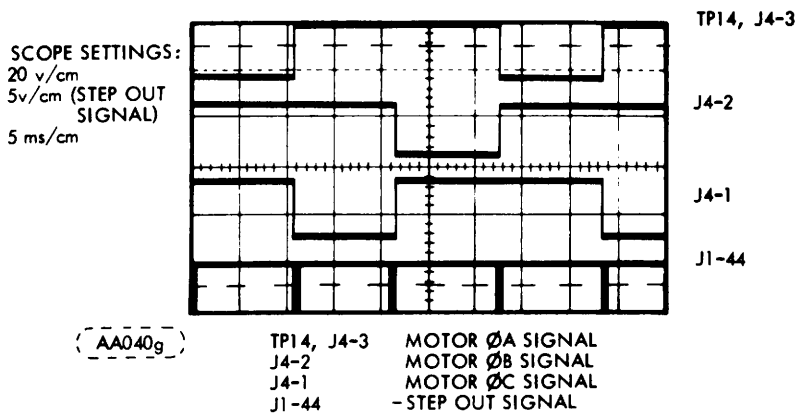 TP14, J4-3
SCOPE SETTINGS:
20 v/cm
5v/cm (STEP OUT
SIGNAL)
5 ms/cm
J4-2
J4-1
J1-44
AA040g
TP14, J4-3 MOTOR ØA SIGNAL
J4-2 MOTOR ØB SIGNAL
J4-1 MOTOR ØC SIGNAL
J1-44 -STEP OUT SIGNAL